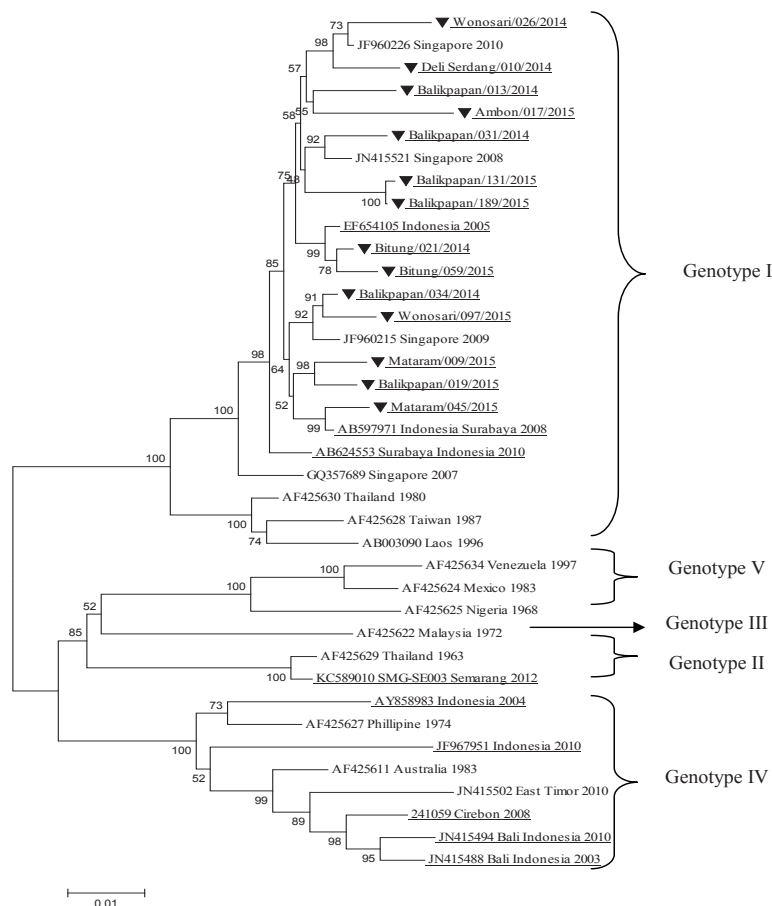 73
▼ Wonosari/026/2014
98
JF960226 Singapore 2010
57
▼ Deli Serdang/010/2014
▼ Balikpapan/013/2014
58
55
▼ Ambon/017/2015
92
▼ Balikpapan/031/2014
JN415521 Singapore 2008
75
43
▼ Balikpapan/131/2015
100
▼ Balikpapan/189/2015
EF654105 Indonesia 2005
99
▼ Bitung/021/2014
78
▼ Bitung/059/2015
85
91
▼ Balikpapan/034/2014
92
▼ Wonosari/097/2015
JF960215 Singapore 2009
98
64
98
▼ Mataram/009/2015
▼ Balikpapan/019/2015
52
▼ Mataram/045/2015
99
AB597971 Indonesia Surabaya 2008
100
AB624553 Surabaya Indonesia 2010
GQ357689 Singapore 2007
100
AF425630 Thailand 1980
100
AF425628 Taiwan 1987
74
AB003090 Laos 1996
Genotype I
AF425634 Venezuela 1997
100
100
AF425624 Mexico 1983
Genotype V
52
AF425625 Nigeria 1968
AF425622 Malaysia 1972
Genotype III
85
AF425629 Thailand 1963
100
KC589010 SMG-SE003 Semarang 2012
Genotype II
73
AY858983 Indonesia 2004
AF425627 Phillipine 1974
100
JF967951 Indonesia 2010
52
AF425611 Australia 1983
99
JN415502 East Timor 2010
89
241059 Cirebon 2008
98
JN415494 Bali Indonesia 2010
95
JN415488 Bali Indonesia 2003
Genotype IV
0.01